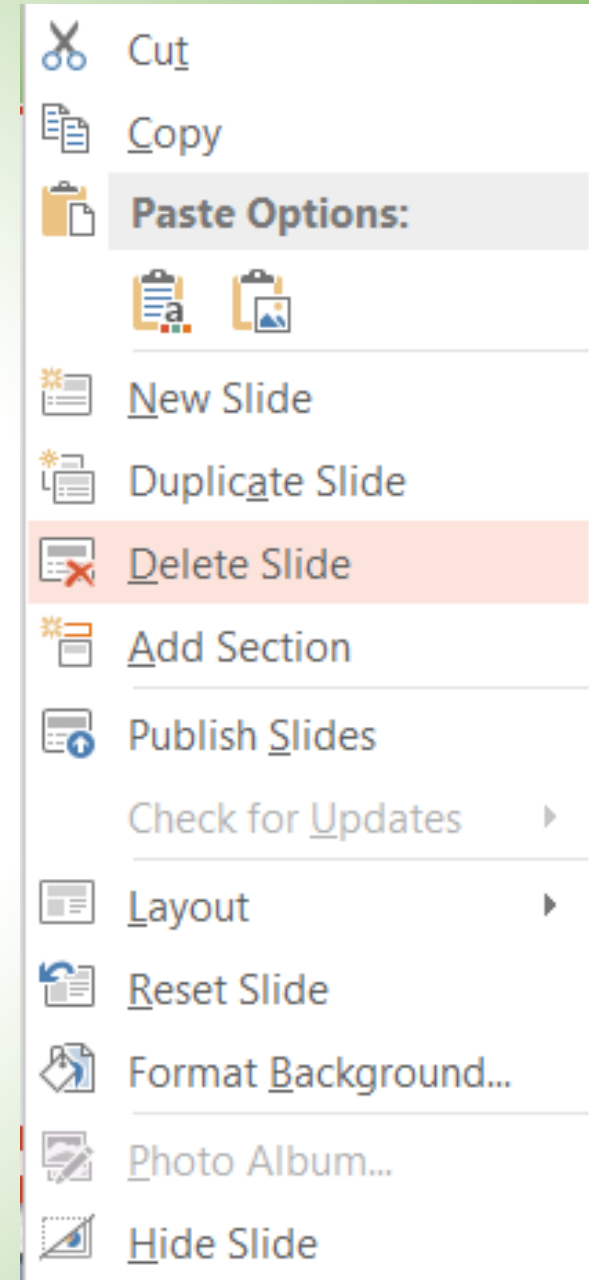 Cut
Copy
Paste Options:
New Slide
Duplicate Slide
Delete Slide
Add Section
Publish Slides
Check for Updates
Layout
Reset Slide
Format Background...
Photo Album...
Hide Slide